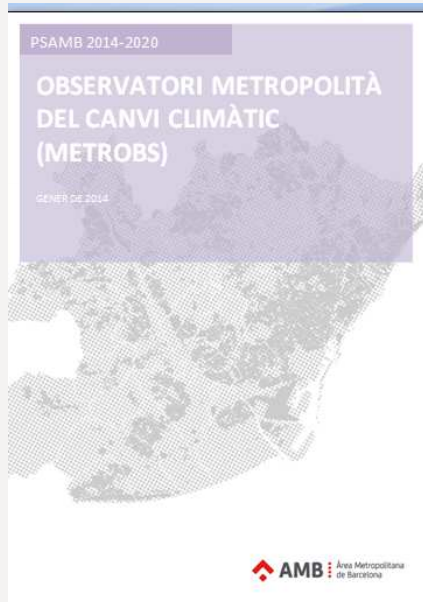 PSAMB 2014-2020
OBSERVATORI METROPOLITÀ
DEL CANVI CLIMÀTIC
(METROBS)
GENER DE 2014
AMB
Àrea Metropolitana
de Barcelona